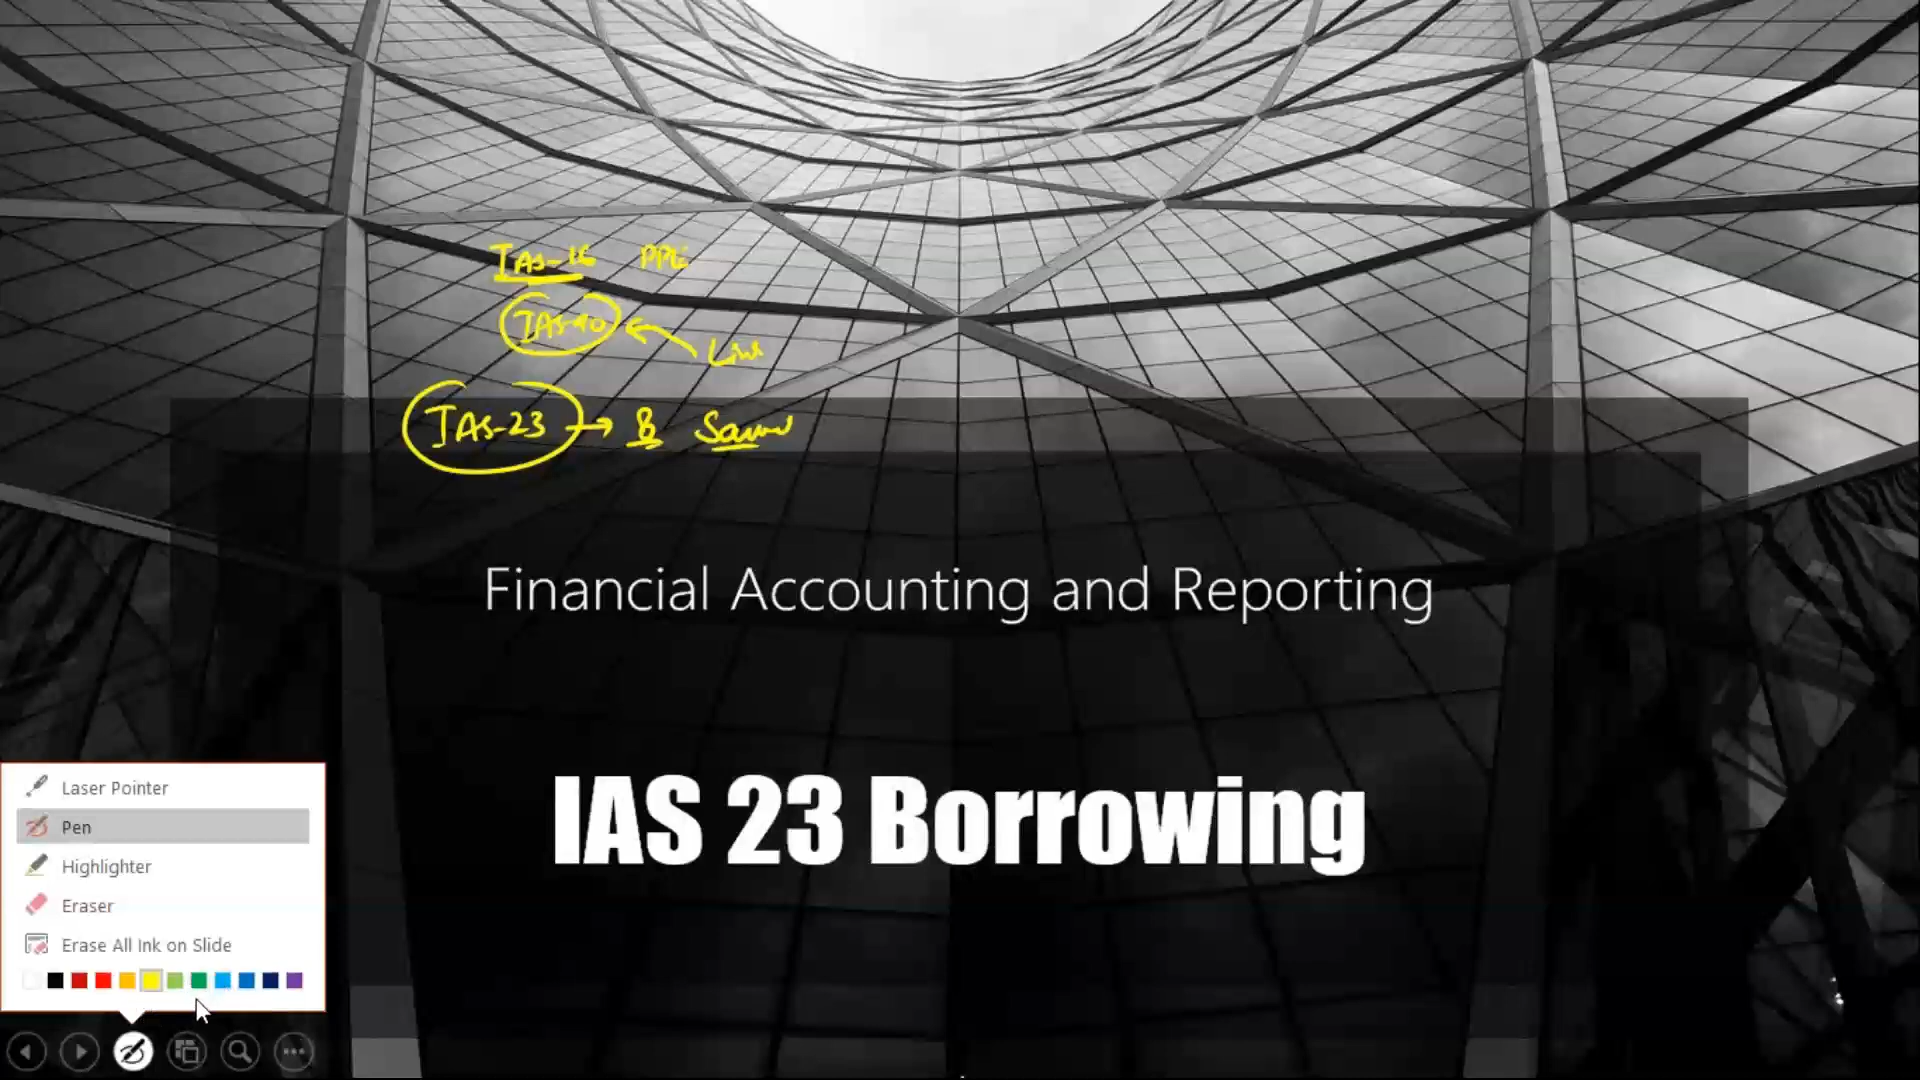 IAS-16 PPE
IAS-40
IAS-23 → 8
Financial Accounting and Reporting
IAS 23 Borrowing
Laser Pointer
Pen
Highlighter
Eraser
Erase All Ink on Slide